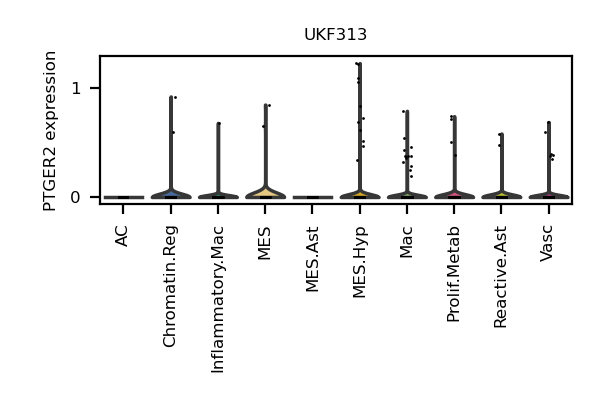 UKF313
PTGER2 expression
1
0
AC
Chromatin.Reg
Inflammatory.Mac
MES
MES.Ast
MES.Hyp
Mac
Prolif.Metab
Reactive.Ast
Vasc